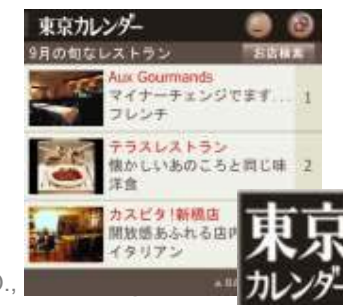 東京カレンダー
9月の旬なレストラン
お店検索
Aux Gourmands
マイナーチェンジでます... 1
フレンチ
テラスレストラン
懐かしいあのころと同じ味 2
洋食
カスピタ!新橋店
開放感あふれる店内
イタリアン
東京
カレンダー